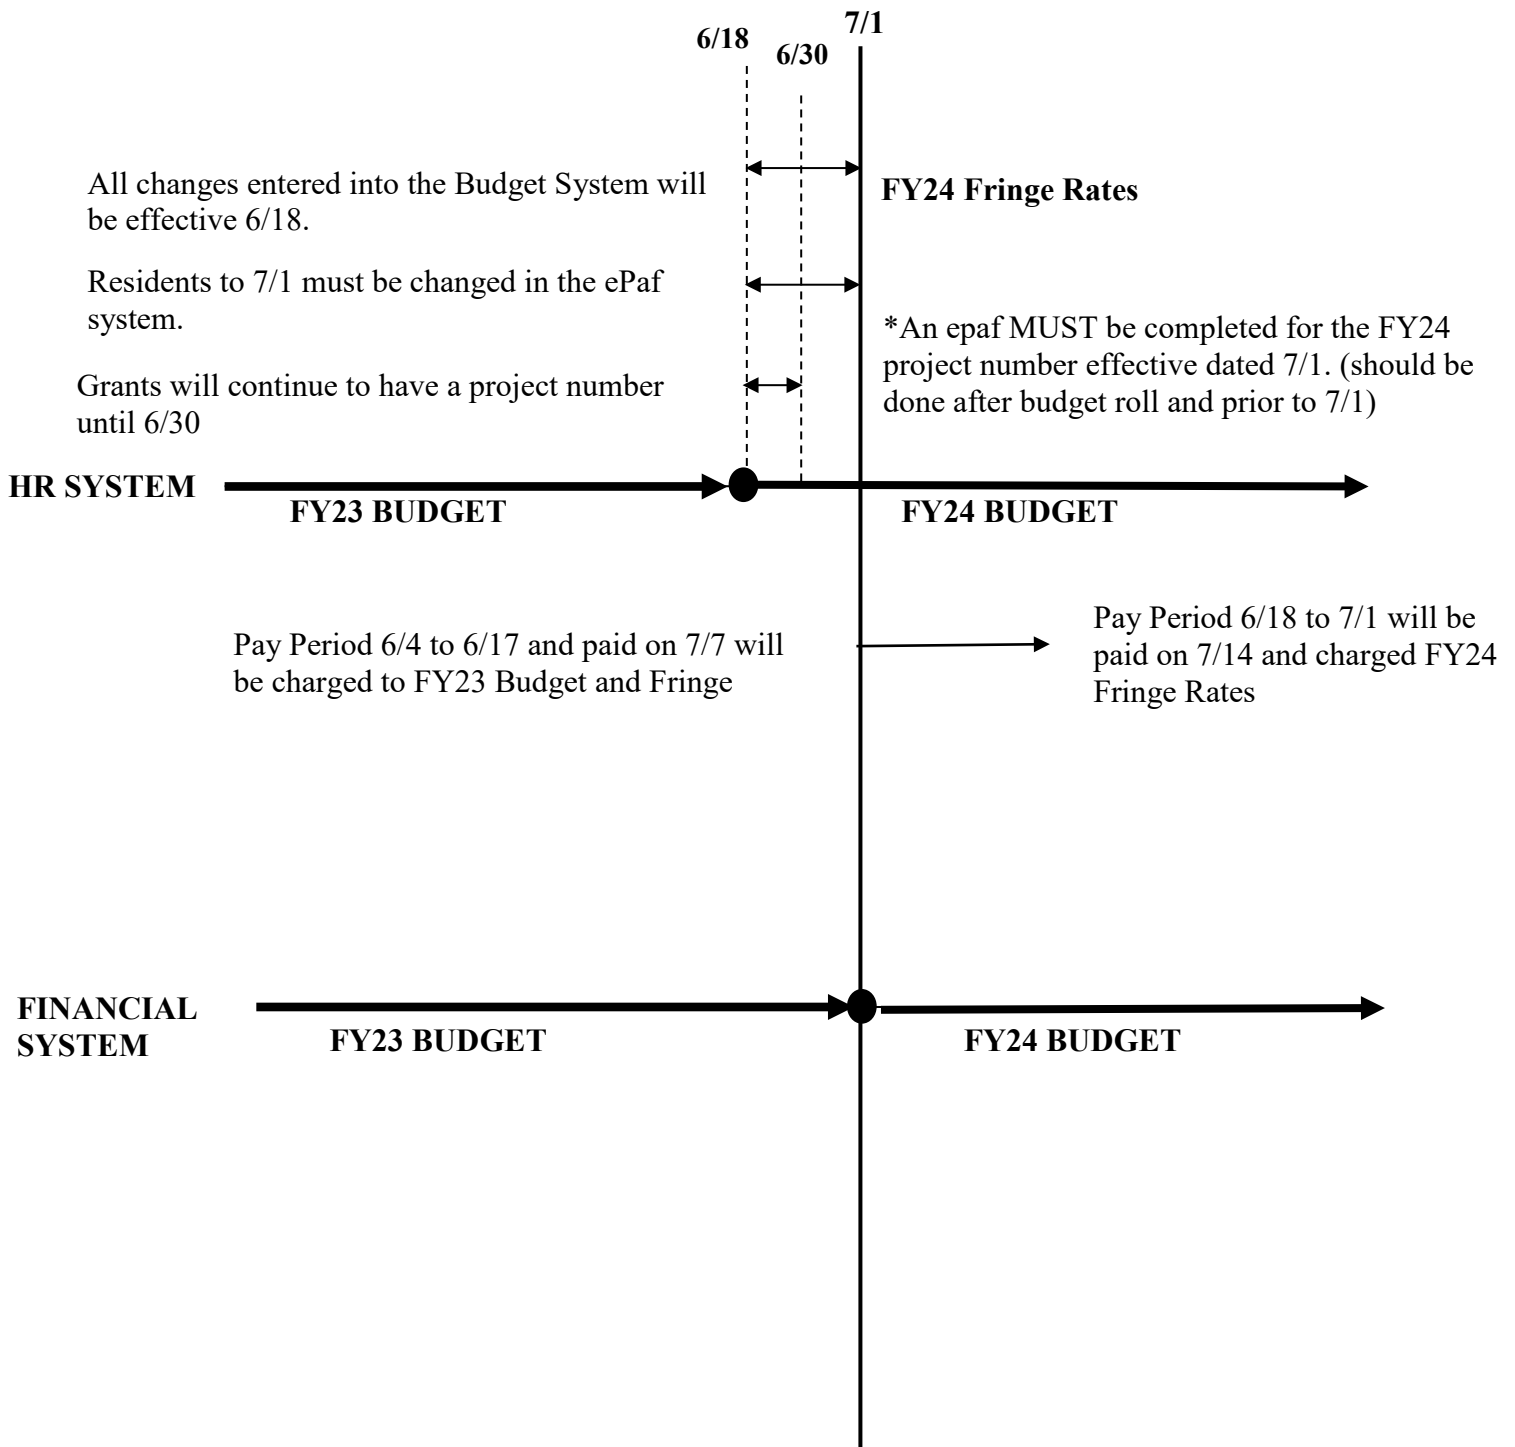 7/1
6/18
6/30
All changes entered into the Budget System will
be effective 6/18.
FY24 Fringe Rates
Residents to 7/1 must be changed in the ePaf
system.
*An epaf MUST be completed for the FY24
project number effective dated 7/1. (should be
done after budget roll and prior to 7/1)
Grants will continue to have a project number
until 6/30
HR SYSTEM
FY23 BUDGET
FY24 BUDGET
Pay Period 6/4 to 6/17 and paid on 7/7 will
be charged to FY23 Budget and Fringe
Pay Period 6/18 to 7/1 will be
paid on 7/14 and charged FY24
Fringe Rates
FINANCIAL
SYSTEM
FY23 BUDGET
FY24 BUDGET